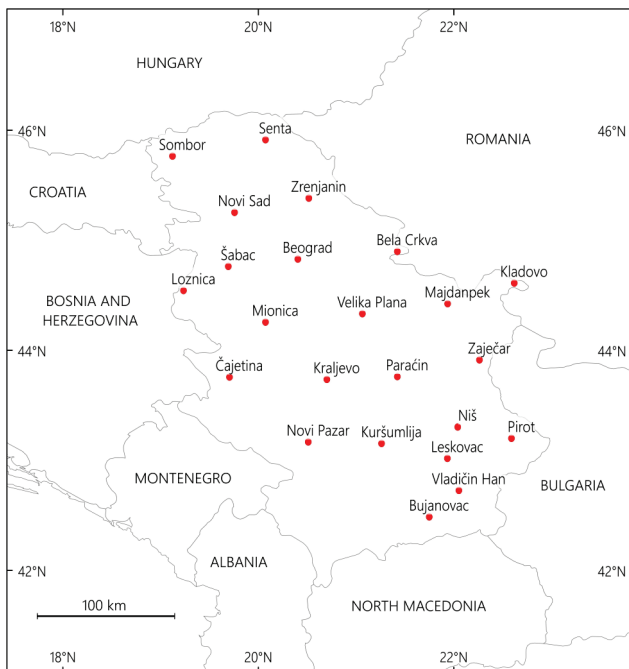 18°N
20°N
22°N
HUNGARY
46°N
46°N
Senta
Sombor
ROMANIA
CROATIA
Zrenjanin
Novi Sad
Beograd
Bela Crkva
Šabac
Kladovo
Loznica
Majdanpek
BOSNIA AND
HERZEGOVINA
Mionica
Velika Plana
44°N
44°N
Zaječar
Čajetina
Kraljevo
Paraćin
Niš
Novi Pazar
Kuršumlija
Pirot
Leskovac
MONTENEGRO
Vladičin Han
BULGARIA
Bujanovac
ALBANIA
42°N
42°N
100 km
NORTH MACEDONIA
18°N
20°N
22°N